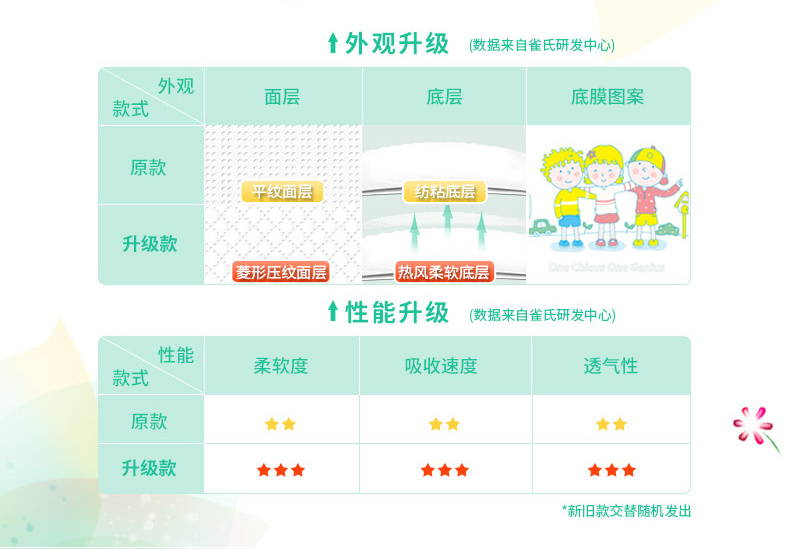 外观升级 (数据来自雀氏研发中心)
外观 面层 底层 底膜图案
款式
原款
平纹面层 纺粘底层
升级款
菱形压纹面层 热风柔软底层
One Chicus One Genius
性能升级 (数据来自雀氏研发中心)
性能 柔软度 吸收速度 透气性
款式
原款
升级款
*新旧款交替随机发出